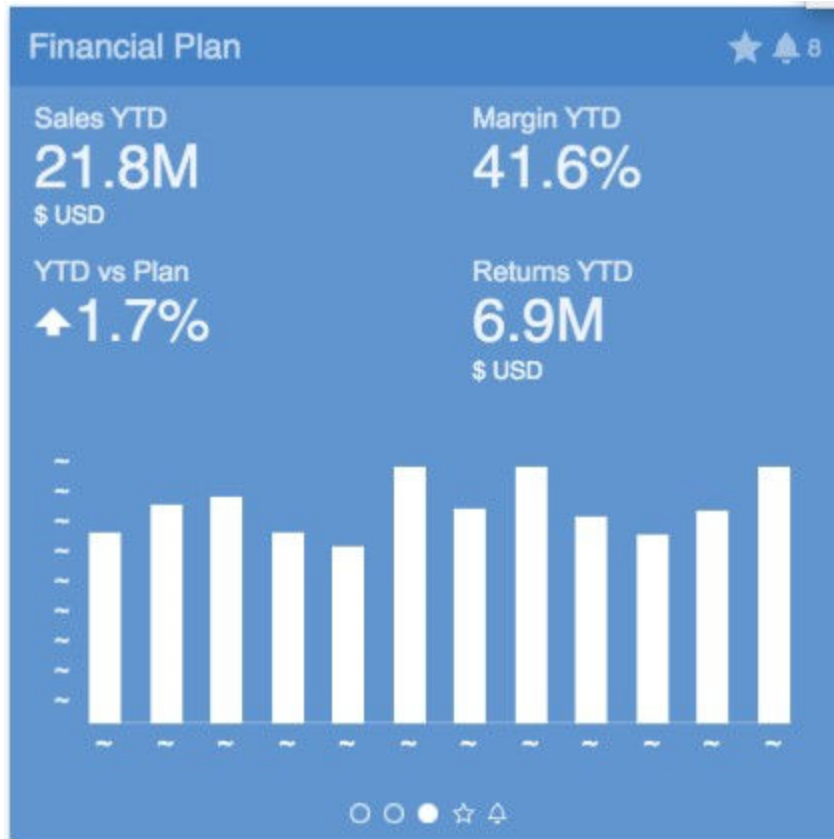 Financial Plan
8
Sales YTD
21.8M
$ USD
Margin YTD
41.6%
YTD vs Plan
1.7%
Returns YTD
6.9M
$ USD
~
~
~
~
~
~
~
~
~
~ ~ ~ ~ ~ ~ ~ ~ ~ ~ ~ ~